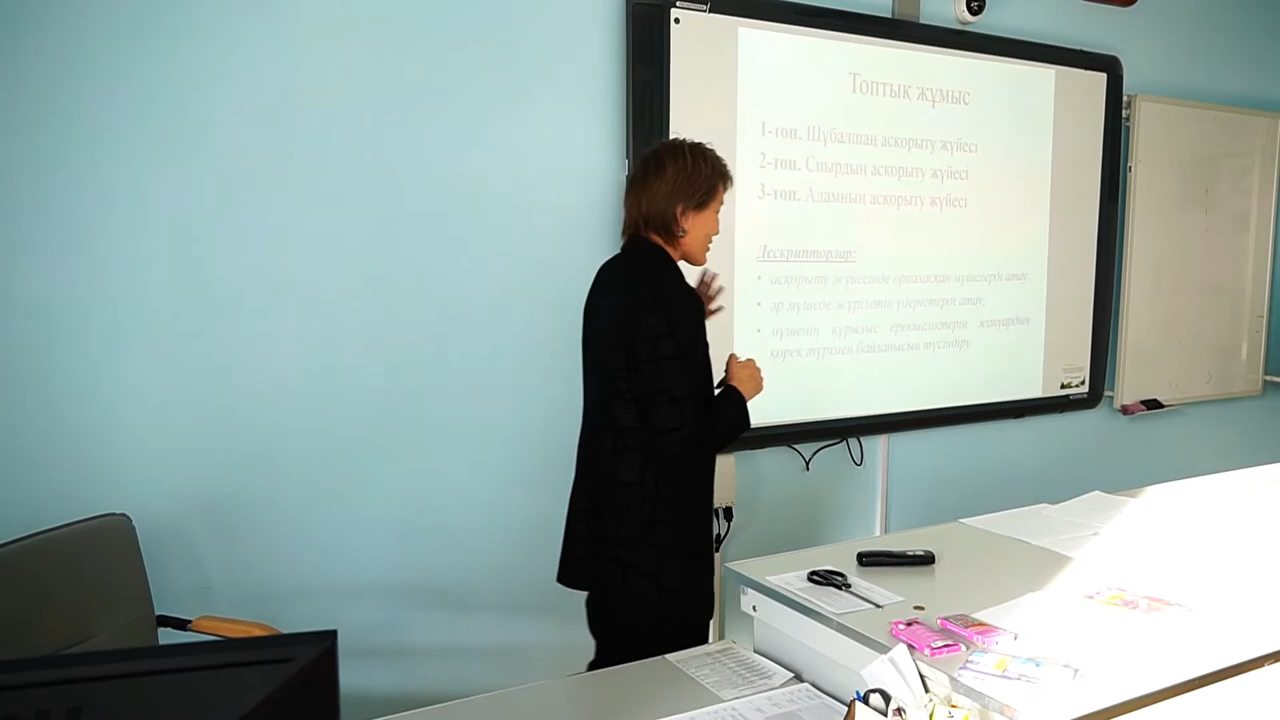 Топтық жұмыс
1-топ. Шұбалшаң асқорыту жүйесі
2-топ. Сиырдың асқорыту жүйесі
3-топ. Адамның асқорыту жүйесі
Дескрипторлар:
• асқорыту жүйесінде орналасқан мүшелерді атау;
• әр мүшеде жүрілетін үдерістерді атау;
• мүшенің құрылыс ерекшеліктерін жануардың
қорек түрімен байланысын түсіндіру